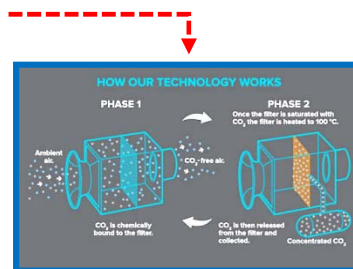 HOW OUR TECHNOLOGY WORKS
PHASE 1
PHASE 2
Once the filter is saturated with
CO₂ the filter is heated to 100 °C.
Ambient
air.
CO₂-free air.
CO₂ is chemically
bound to the filter.
CO₂ is then released
from the filter and
collected.
Concentrated CO₂